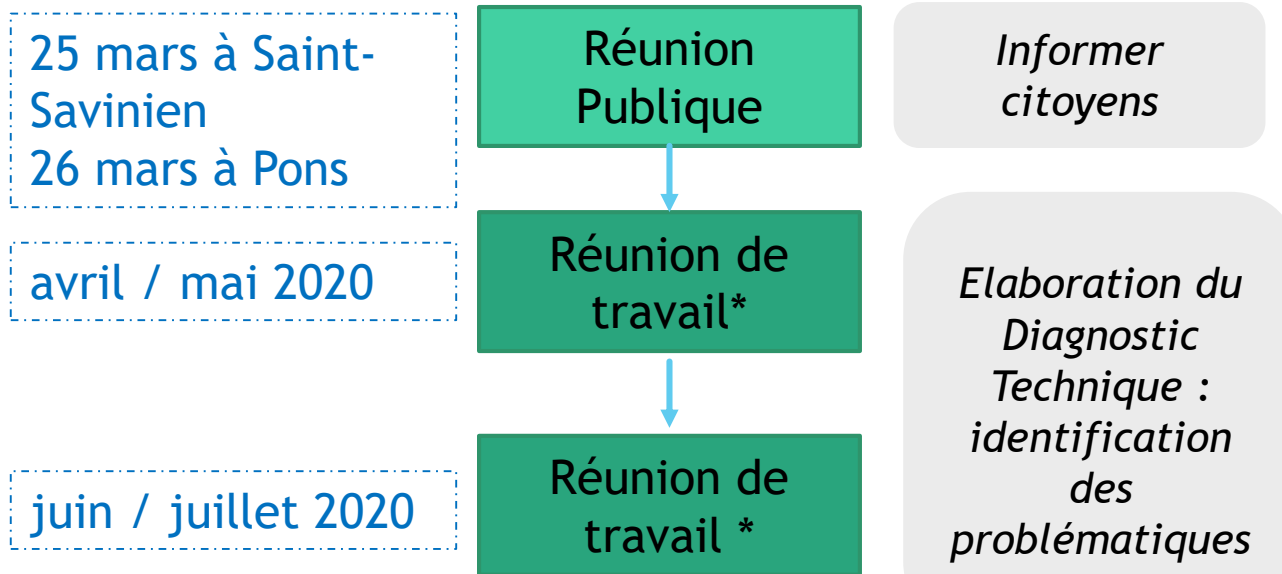 25 mars à Saint-
Savinien
26 mars à Pons
Réunion
Publique
Informer
citoyens
avril / mai 2020
Réunion de
travail*
Elaboration du
Diagnostic
Technique :
identification
des
problématiques
juin / juillet 2020
Réunion de
travail *